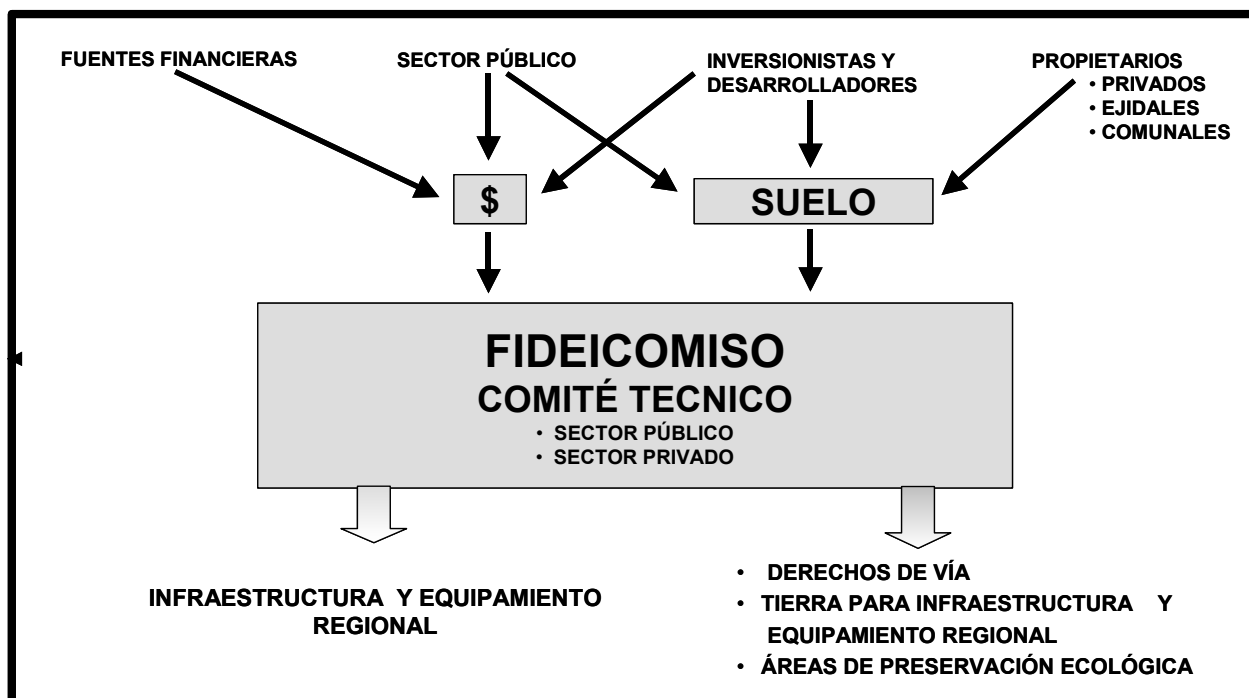 FUENTES FINANCIERAS
SECTOR PÚBLICO
INVERSIONISTAS Y
DESARROLLADORES
PROPIETARIOS
• PRIVADOS
• EJIDALES
• COMUNALES
$
SUELO
FIDEICOMISO
COMITÉ TECNICO
• SECTOR PÚBLICO
• SECTOR PRIVADO
INFRAESTRUCTURA Y EQUIPAMIENTO
REGIONAL
• DERECHOS DE VÍA
• TIERRA PARA INFRAESTRUCTURA Y
EQUIPAMIENTO REGIONAL
• ÁREAS DE PRESERVACIÓN ECOLÓGICA